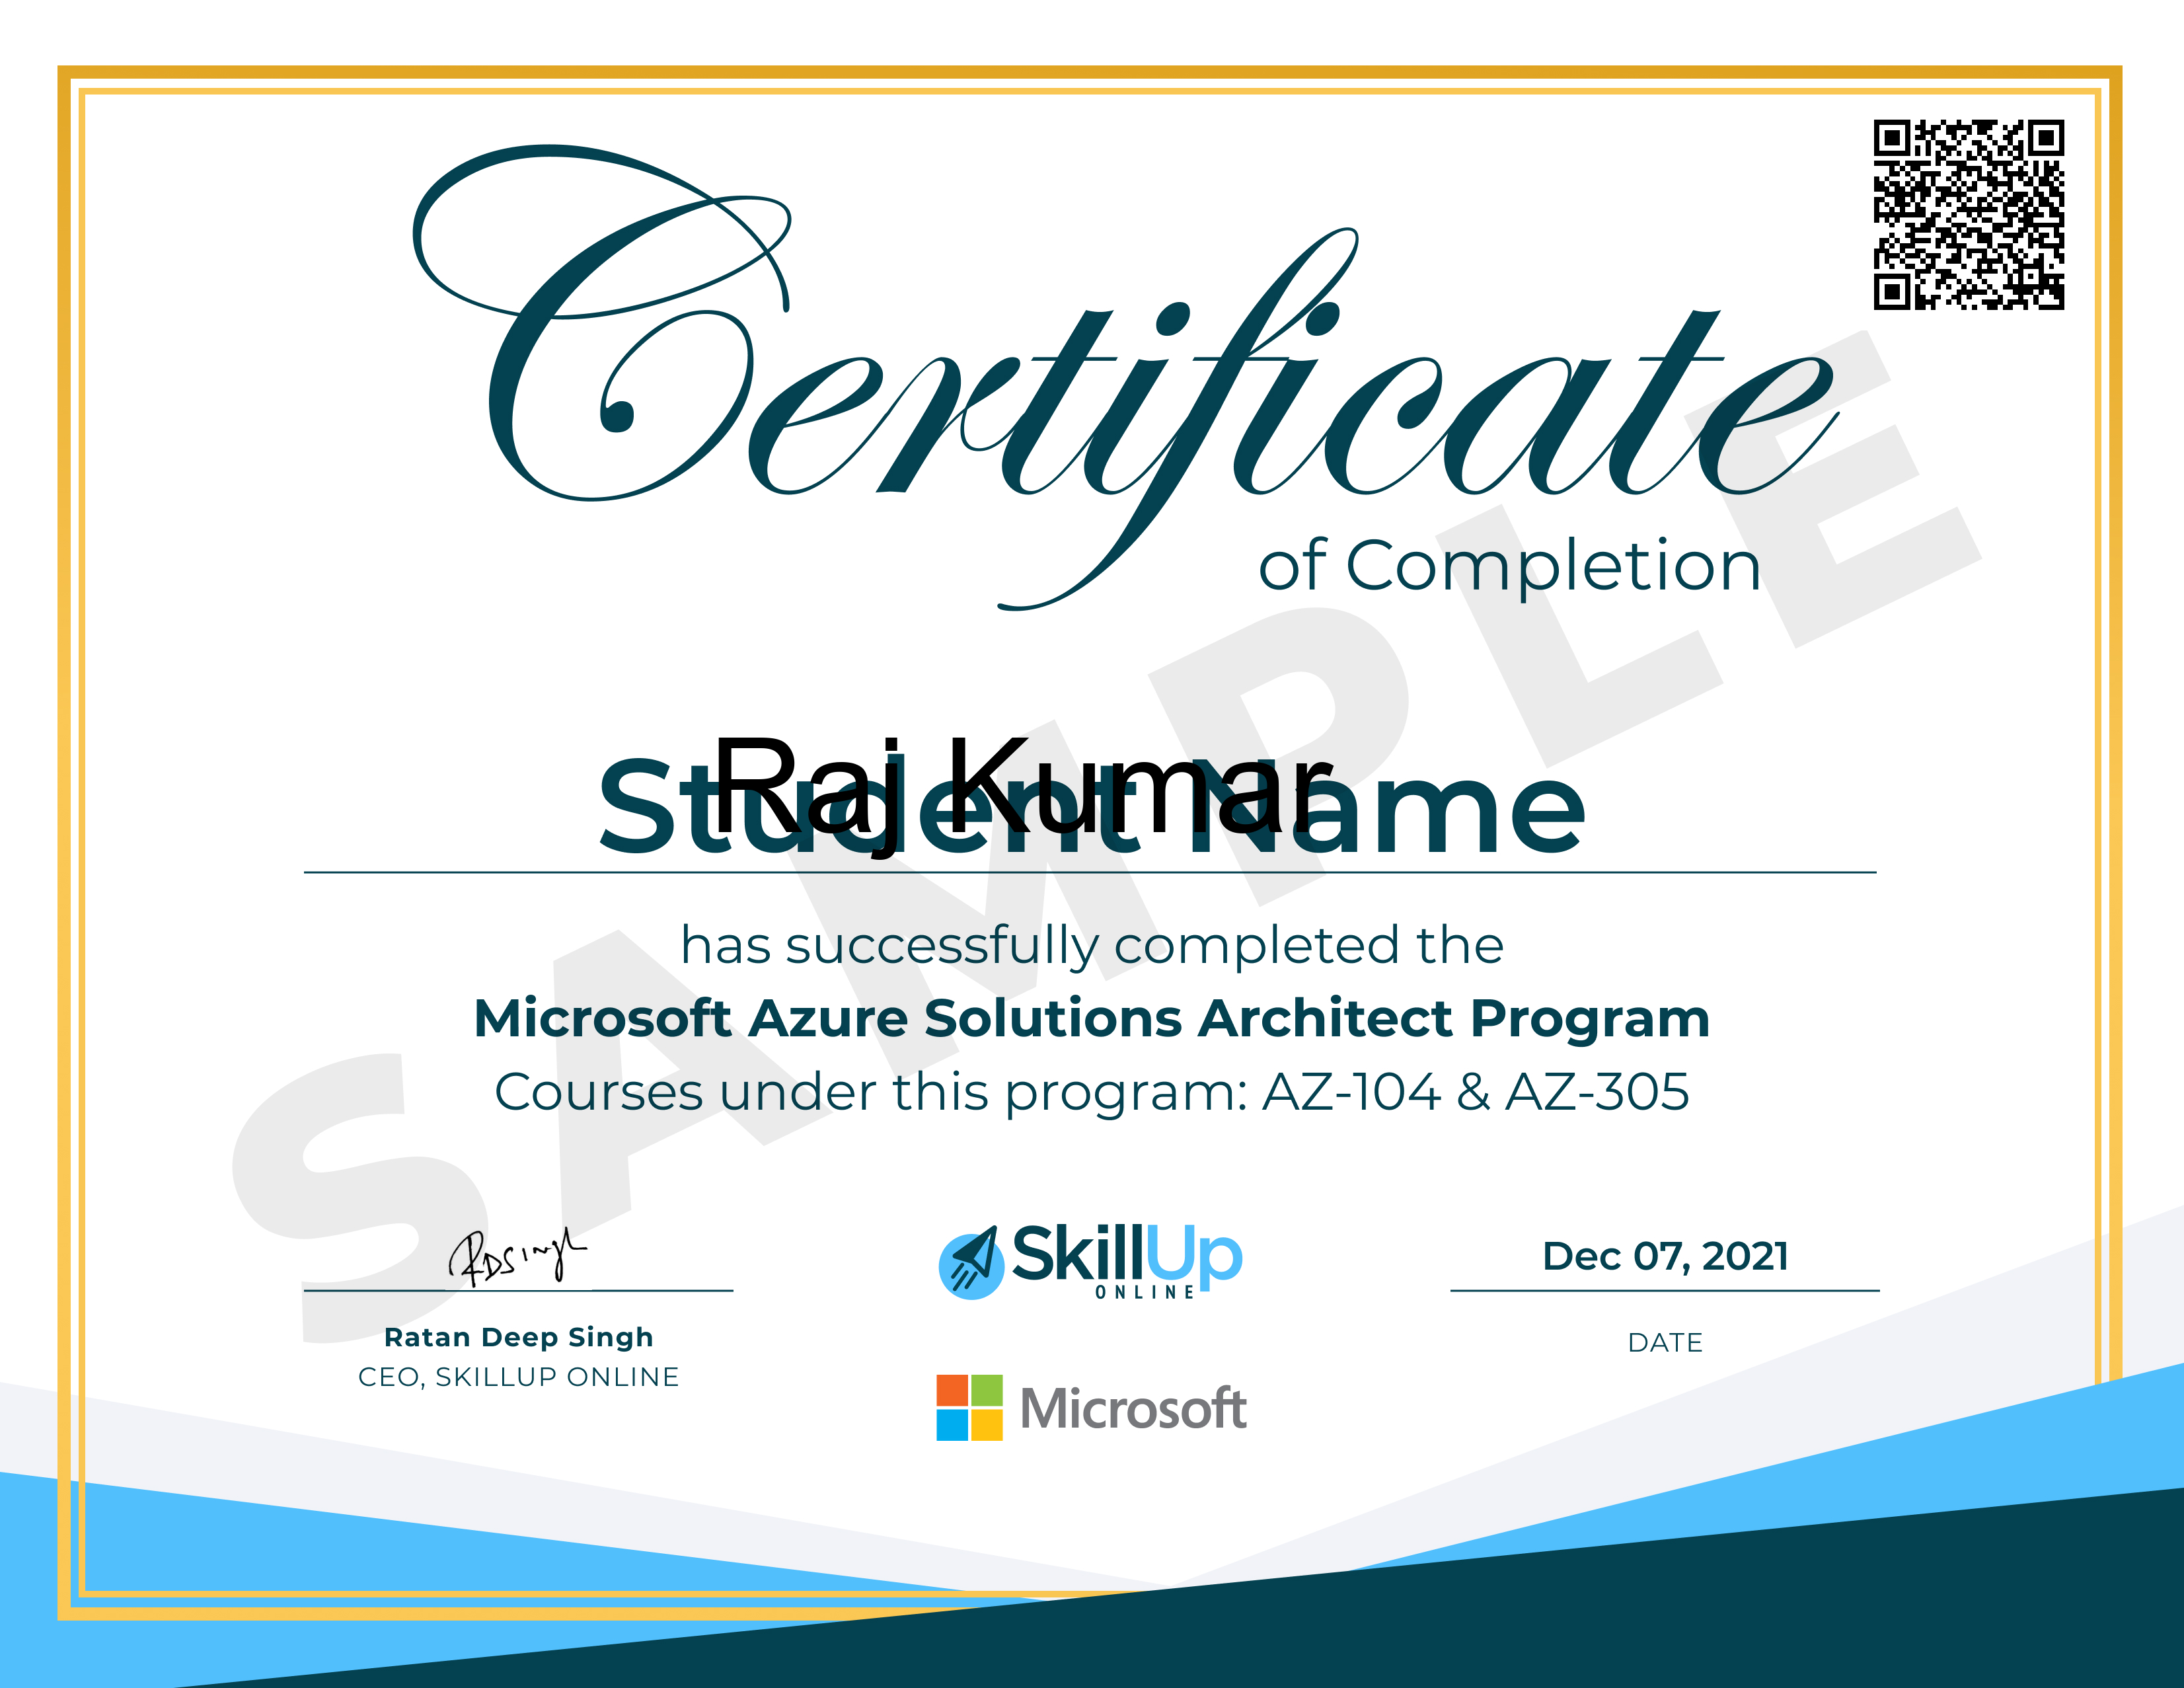 Certificate
of Completion
SAMPLE
Student Name
Raj Kumar
has successfully completed the
Microsoft Azure Solutions Architect Program
Courses under this program: AZ-104 & AZ-305
RDSingh
Ratan Deep Singh
CEO, SKILLUP ONLINE
SkillUp
ONLINE
Microsoft
Dec 07, 2021
DATE